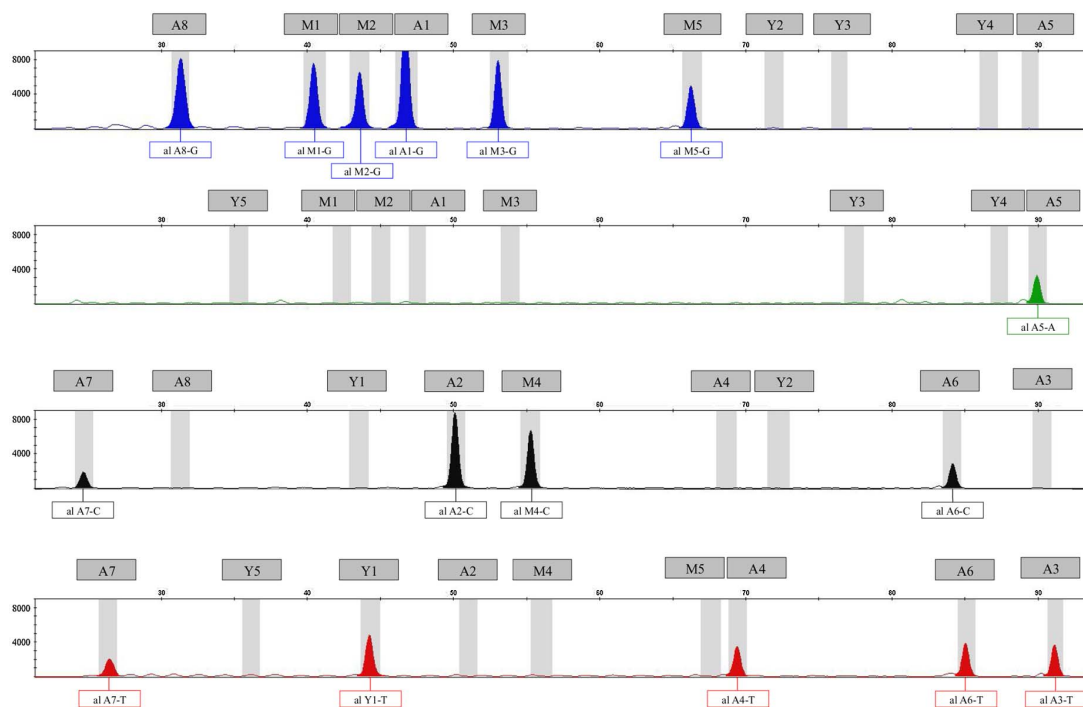 A8 M1 M2 A1 M3 M5 Y2 Y3 Y4 A5
30 40 50 60 70 80 90
8000
4000
al A8-G al M1-G al A1-G al M3-G al M5-G
al M2-G
Y5 M1 M2 A1 M3 Y3 Y4 A5
30 40 50 60 70 80 90
8000
4000
al A5-A
A7 A8 Y1 A2 M4 A4 Y2 A6 A3
30 40 50 60 70 80 90
8000
4000
al A7-C al A2-C al M4-C al A6-C
A7 Y5 Y1 A2 M4 M5 A4 A6 A3
30 40 50 60 70 80 90
8000
4000
al A7-T al Y1-T al A4-T al A6-T al A3-T